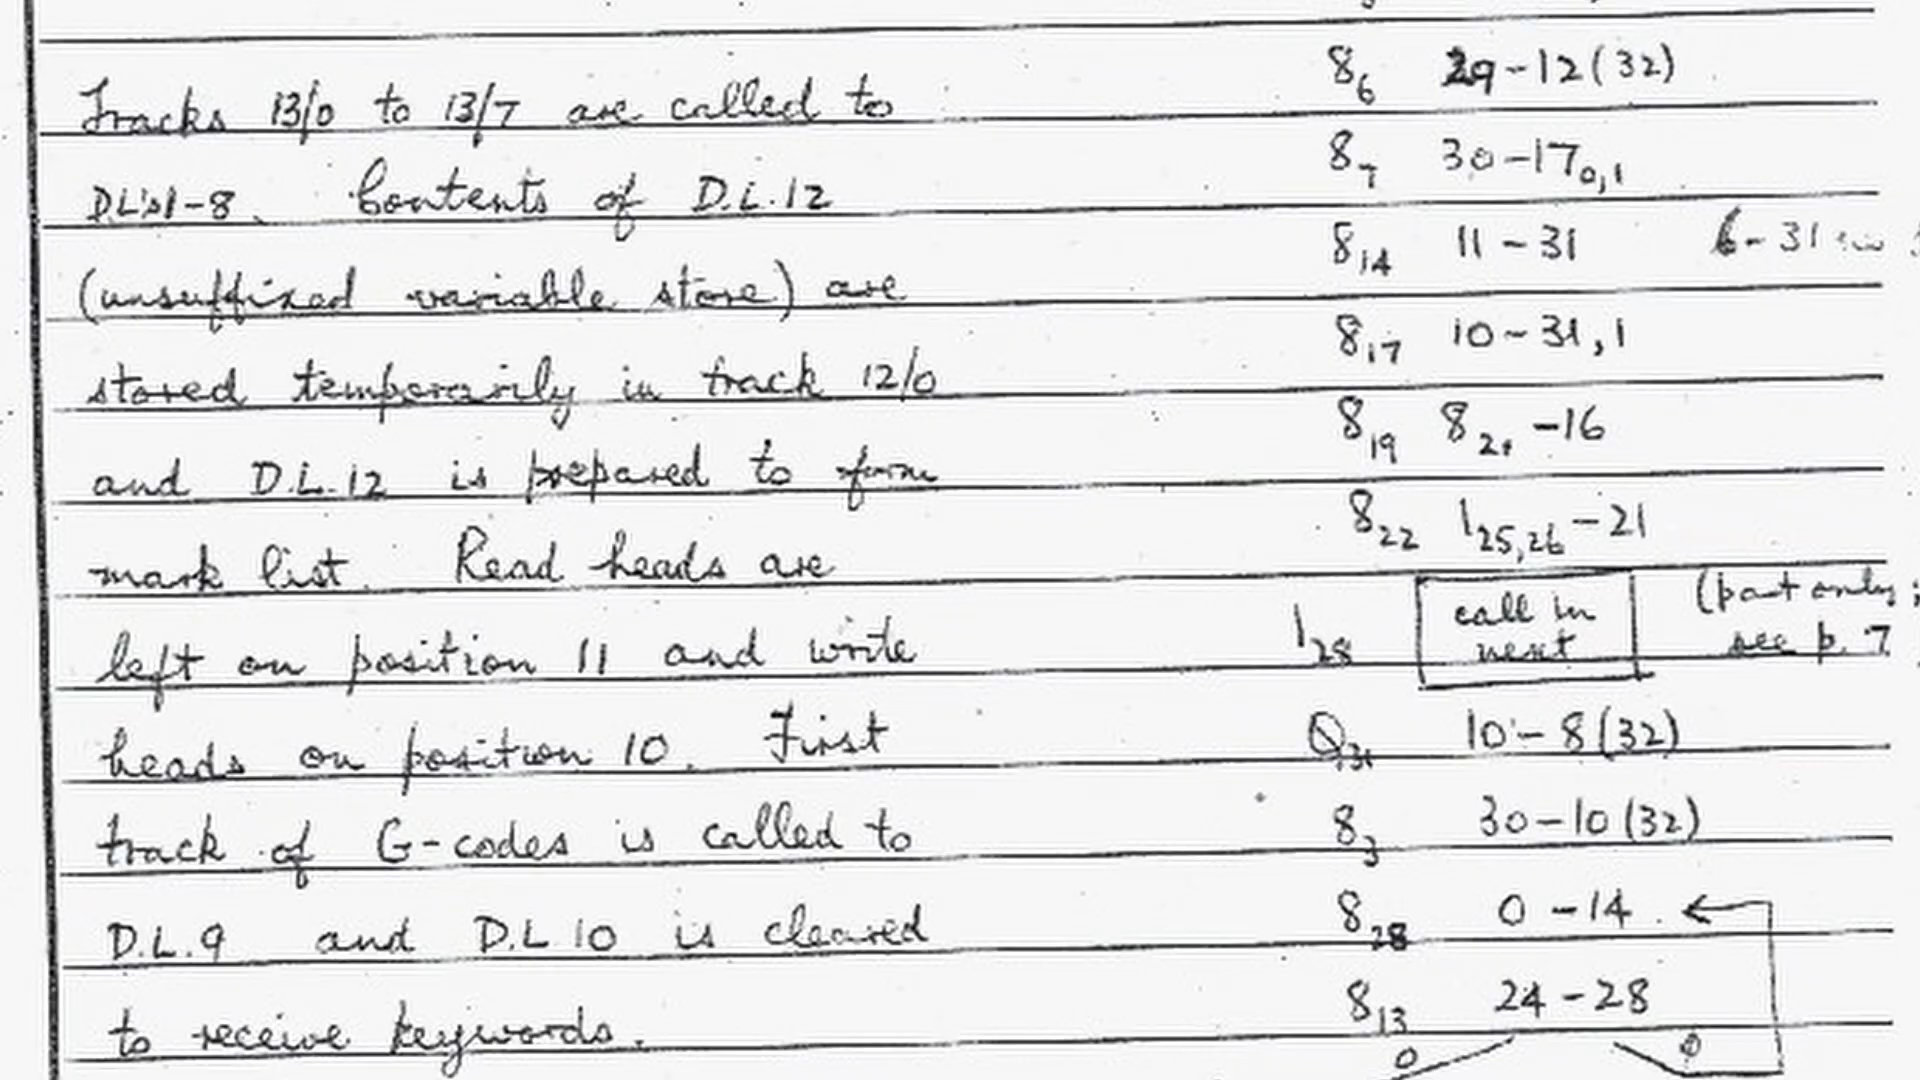 8₆ 29-12(32)
Tracks 13/0 to 13/7 are called to
8₇ 30-17₀,₁
DL's1-8. Contents of D.L.12
8₁₄ 11-31 6-31
(unsuffixed variable store) are
8₁₇ 10-31,1
stored temporarily in track 12/0
8₁₉ 8₂₁ -16
and D.L.12 is prepared to form
8₂₂ 1₂₅,₂₆-21
mark list. Read heads are
1₂₈ call in next (part only; see p.7
left on position 11 and write
Q₃₁ 10-8(32)
heads on position 10. First
8₃ 30-10(32)
track of G-codes is called to
8₂₈ 0-14
D.L.9 and D.L10 is cleared
8₁₃ 24-28
to receive keywords.
0 0